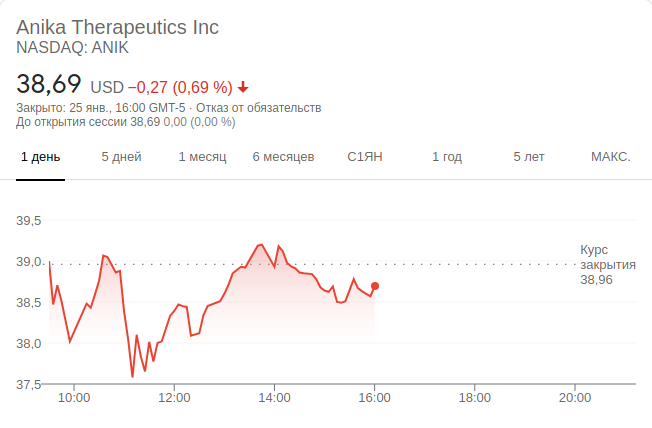 Anika Therapeutics Inc
NASDAQ: ANIK
38,69 USD −0,27 (0,69 %)
Закрыто: 25 янв., 16:00 GMT-5 · Отказ от обязательств
До открытия сессии 38,69 0,00 (0,00 %)
1 день 5 дней 1 месяц 6 месяцев С1ЯН 1 год 5 лет МАКС.
39,5
39,0
38,5
38,0
37,5
Курс
закрытия
38,96
10:00 12:00 14:00 16:00 18:00 20:00